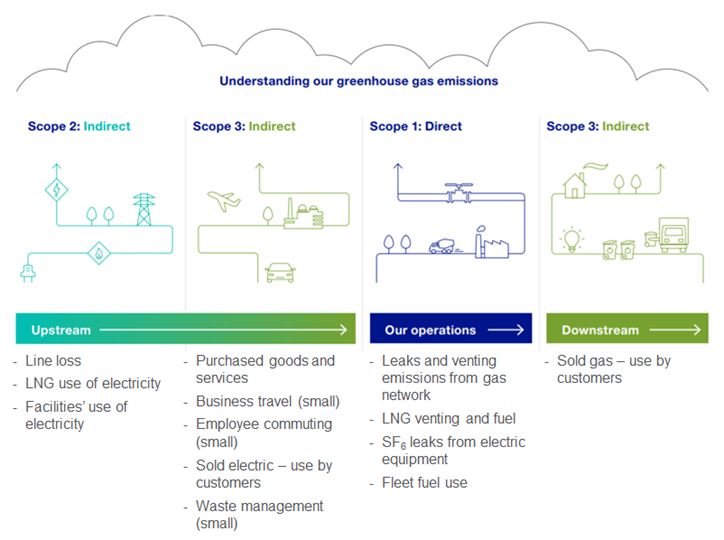 Understanding our greenhouse gas emissions
Scope 2: Indirect
Scope 3: Indirect
Scope 1: Direct
Scope 3: Indirect
Upstream
Our operations
Downstream
- Line loss
- LNG use of electricity
- Facilities' use of
electricity
- Purchased goods and
services
- Business travel (small)
- Employee commuting
(small)
- Sold electric – use by
customers
- Waste management
(small)
- Leaks and venting
emissions from gas
network
- LNG venting and fuel
- SF6 leaks from electric
equipment
- Fleet fuel use
- Sold gas – use by
customers